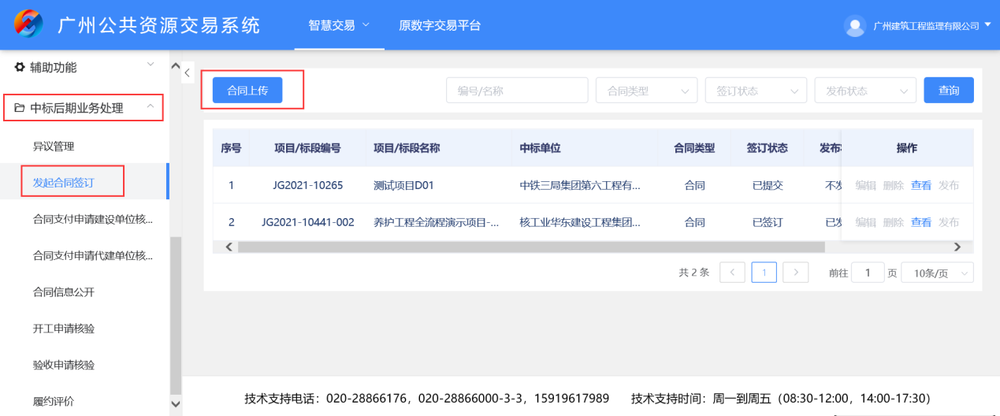 广州公共资源交易系统 智慧交易 原数字交易平台 广州建筑工程监理有限公司
辅助功能
中标后期业务处理
异议管理
发起合同签订
合同支付申请建设单位核...
合同支付申请代建单位核...
合同信息公开
开工申请核验
验收申请核验
履约评价
合同上传 编号/名称 合同类型 签订状态 发布状态 查询
序号 项目/标段编号 项目/标段名称 中标单位 合同类型 签订状态 发布 操作
1 JG2021-10265 测试项目D01 中铁三局集团第六工程有... 合同 已提交 不发 编辑 删除 查看 发布
2 JG2021-10441-002 养护工程全流程演示项目-... 核工业华东建设工程集团... 合同 已签订 已发 编辑 删除 查看 发布
共 2 条 1 前往 1 页 10条/页
技术支持电话：020-28866176，020-28866000-3-3，15919617989 技术支持时间：周一到周五（08:30-12:00，14:00-17:30）